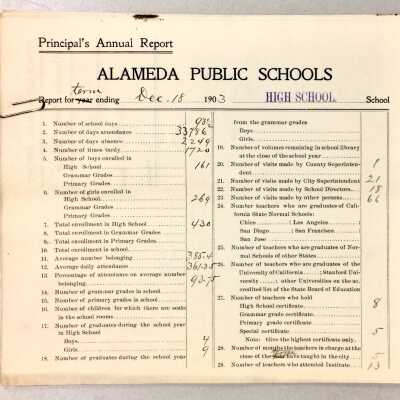 Principal's Annual Report
ALAMEDA PUBLIC SCHOOLS
term
Report for year ending Dec. 18 1903 HIGH SCHOOL School
1. Number of school days
2. Number of days attendance 33786
3. Number of days absence 2249
4. Number of times tardy 1720
5. Number of boys enrolled in
High School 161
Grammar Grades
Primary Grades
6. Number of girls enrolled in
High School 269
Grammar Grades
Primary Grades
7. Total enrollment in High School 430
8. Total enrollment in Grammar Grades
9. Total enrollment in Primary Grades
10. Total enrollment in school
11. Average number belonging 385.4
12. Average daily attendance
13. Percentage of attendance on average number
belonging 93.75
14. Number of grammar grades in school
15. Number of primary grades in school
16. Number of children for which there are seats
in the school rooms
17. Number of graduates during the school year
in High School
Boys 4
Girls 9
18. Number of graduates during the school year
from the grammar grades
Boys
Girls
19. Number of volumes remaining in school library
at the close of the school year
20. Number of visits made by County Superinten-
dent 1
21. Number of visits made by City Superintendent 21
22. Number of visits made by School Directors 18
23. Number of visits made by other persons 66
24. Number teachers who are graduates of Cal-
ifornia State Normal Schools:
Chico ; Los Angeles ;
San Diego ; San Francisco
San Jose
25. Number of teachers who are graduates of Nor-
mal Schools of other States
26. Number of teachers who are graduates of the
University of California ; Stanford Uni-
versity ; other Universities on the ac-
credited list of the State Board of Education
27. Number of teachers who hold
High School certificate 8
Grammar grade certificate
Primary grade certificate
Special certificate 5
Note: Give the highest certificate only.
28. Number of months the teachers in charge at the
close of the term have taught in the city 5
29. Number of teachers who attended Institute 13